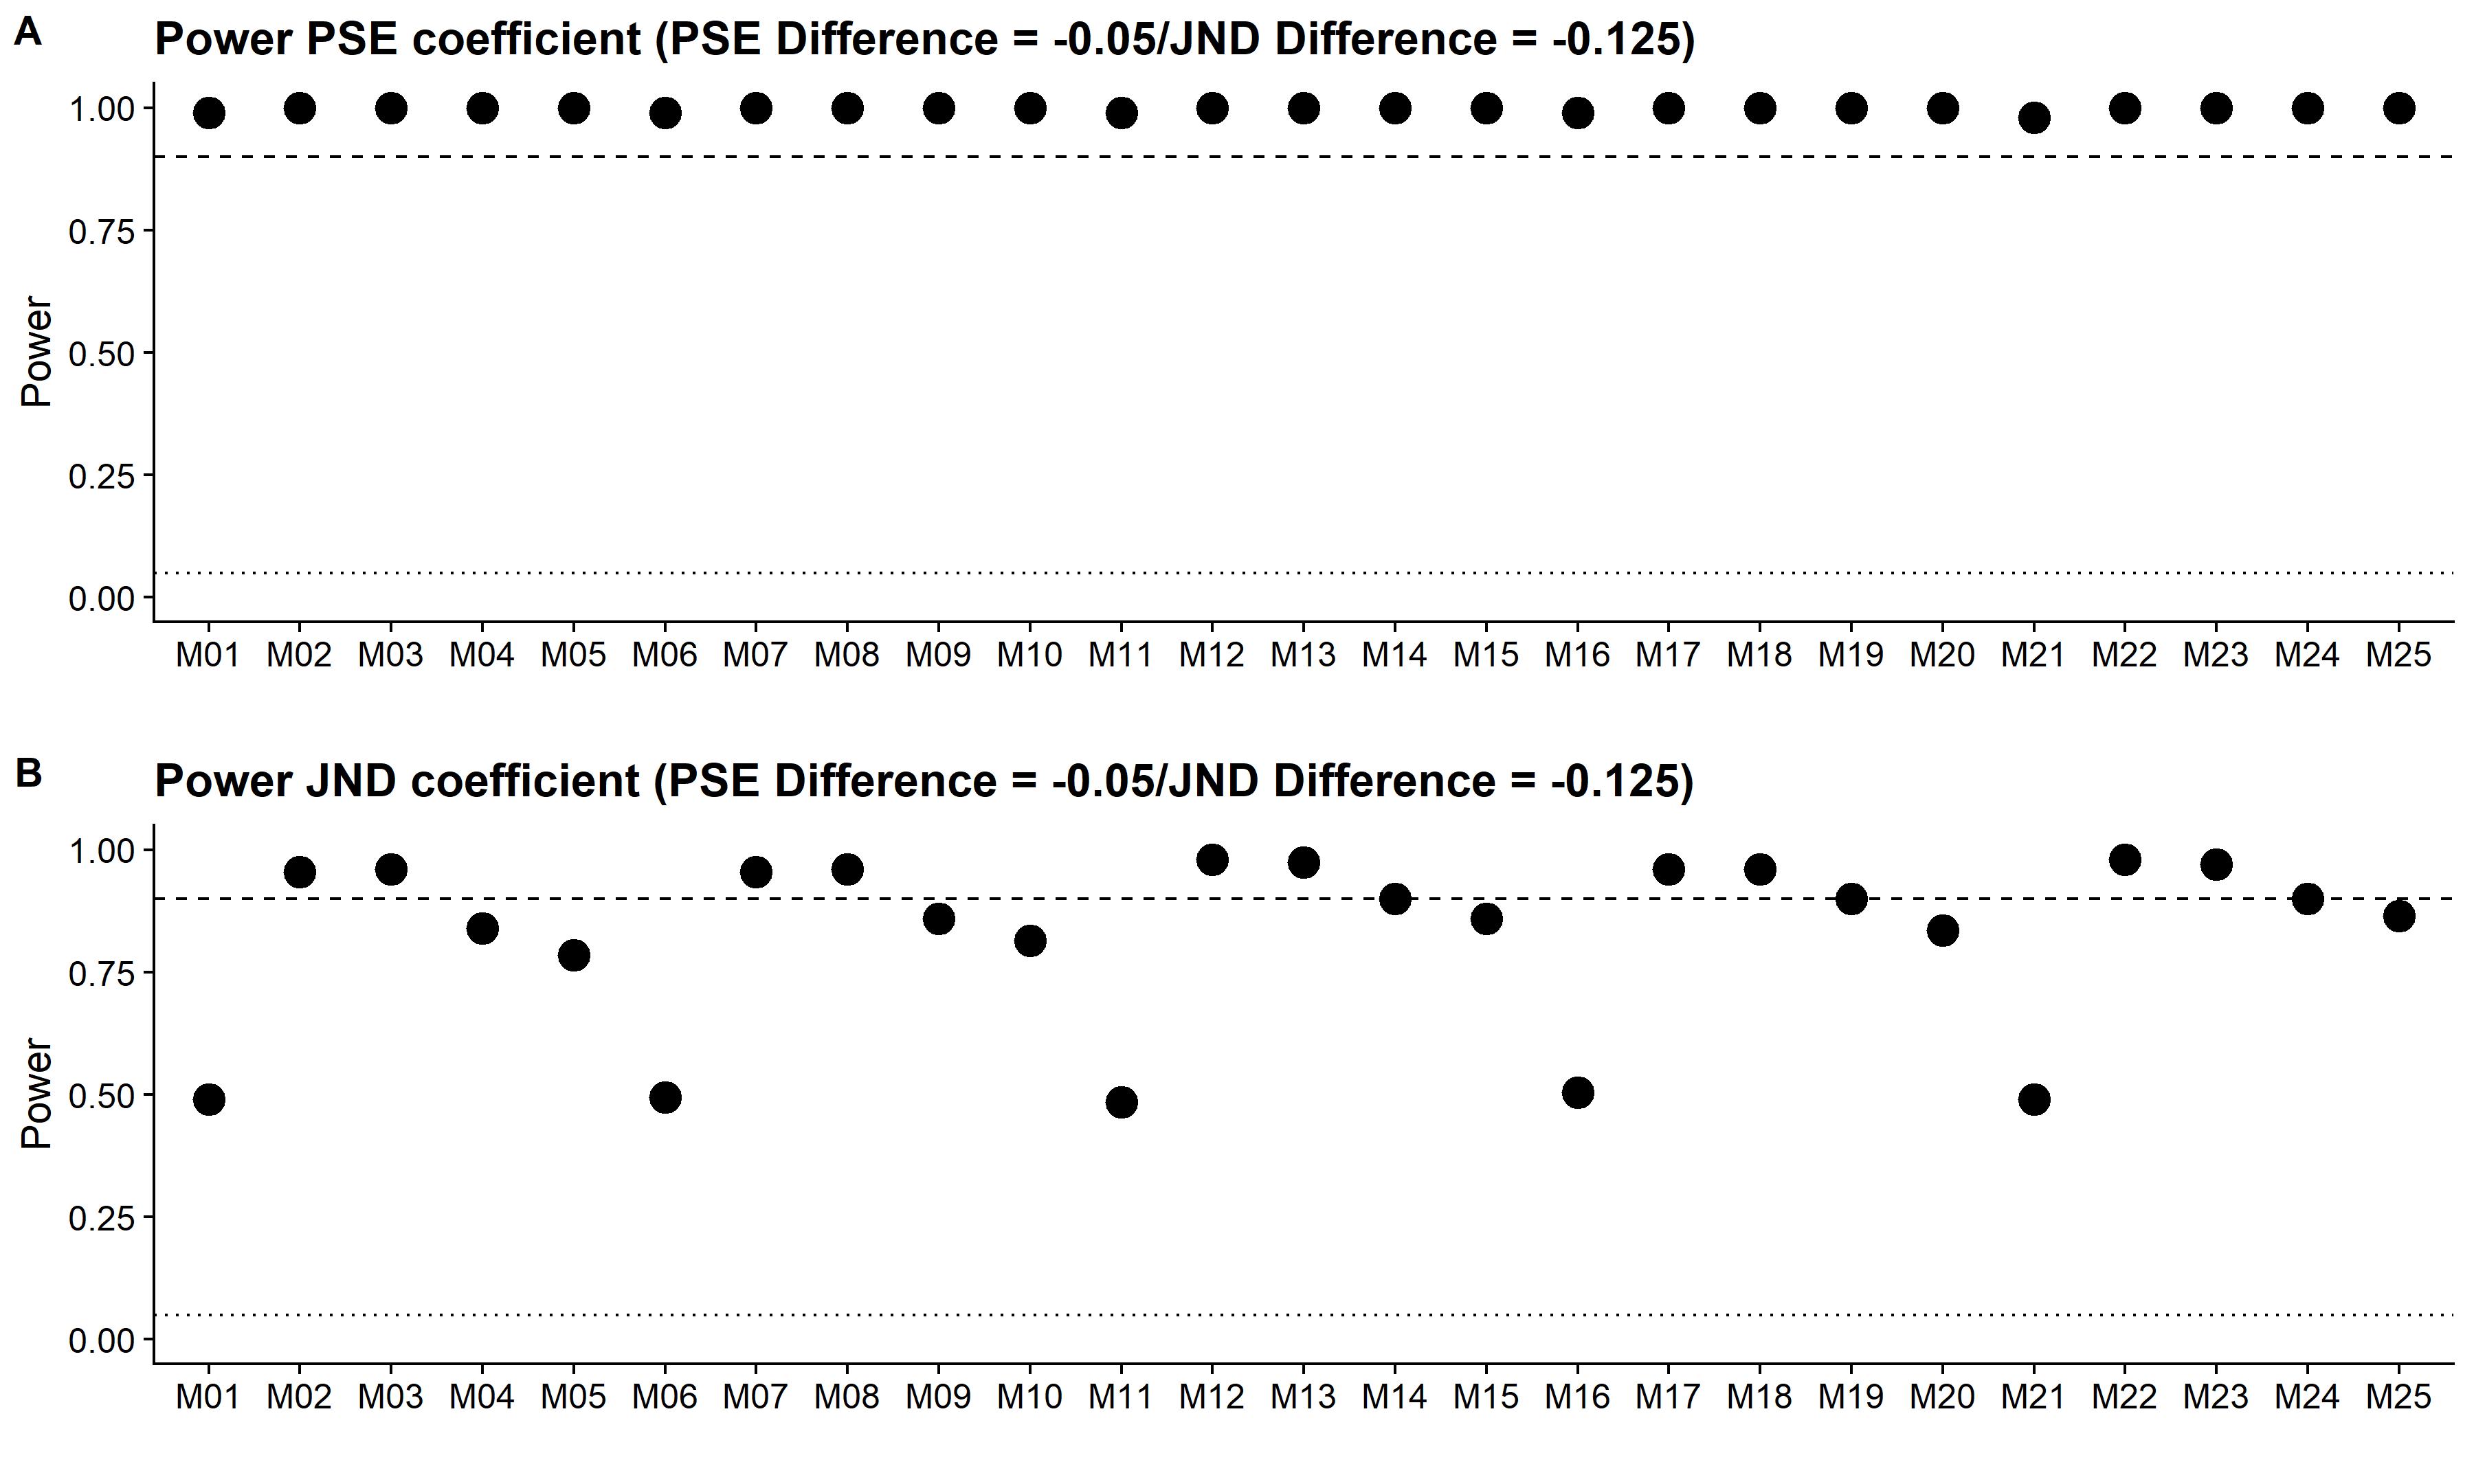 A
Power PSE coefficient (PSE Difference = -0.05/JND Difference = -0.125)
1.00
0.75
0.50
0.25
0.00
Power
M01 M02 M03 M04 M05 M06 M07 M08 M09 M10 M11 M12 M13 M14 M15 M16 M17 M18 M19 M20 M21 M22 M23 M24 M25
B
Power JND coefficient (PSE Difference = -0.05/JND Difference = -0.125)
1.00
0.75
0.50
0.25
0.00
Power
M01 M02 M03 M04 M05 M06 M07 M08 M09 M10 M11 M12 M13 M14 M15 M16 M17 M18 M19 M20 M21 M22 M23 M24 M25